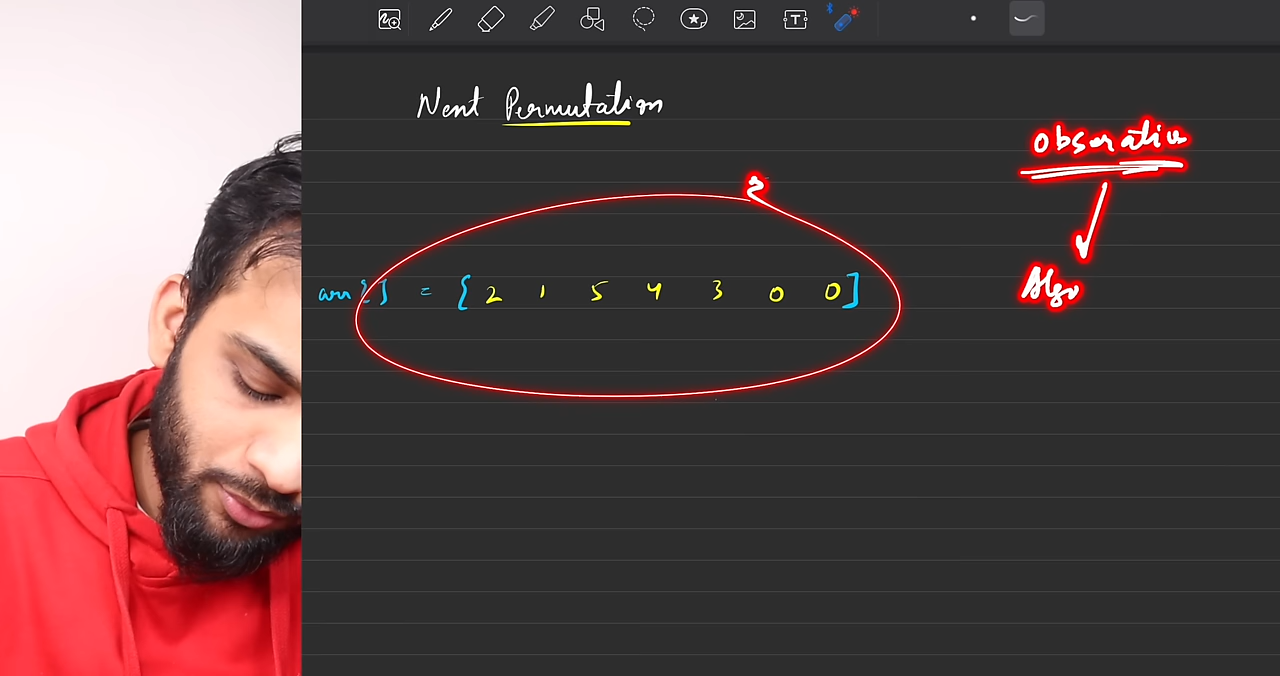 Next Permutation
Observation
arr[] = [ 2 1 5 4 3 0 0 ]
Algo